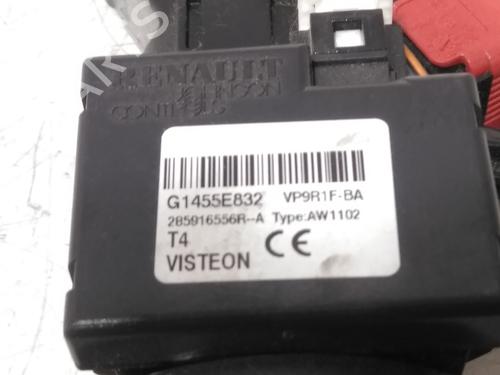 RENAULT
JOHNSON
CONTROLS
G1455E832 VP9R1F-BA
285916556R--A Type:AW1102
T4 CE
VISTEON